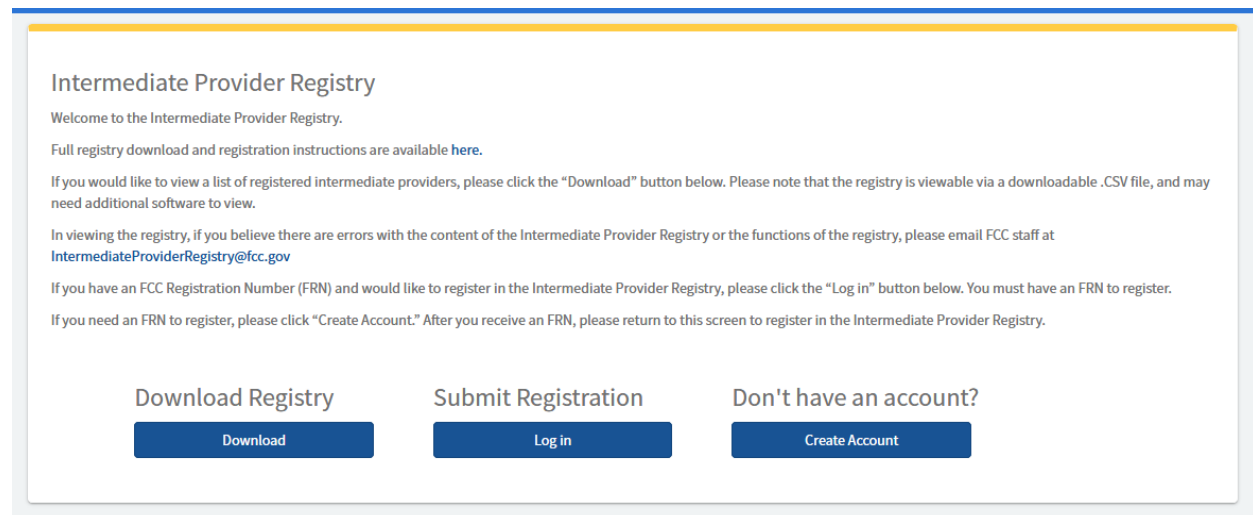 Intermediate Provider Registry
Welcome to the Intermediate Provider Registry.
Full registry download and registration instructions are available here.
If you would like to view a list of registered intermediate providers, please click the “Download” button below. Please note that the registry is viewable via a downloadable .CSV file, and may
need additional software to view.
In viewing the registry, if you believe there are errors with the content of the Intermediate Provider Registry or the functions of the registry, please email FCC staff at
IntermediateProviderRegistry@fcc.gov
If you have an FCC Registration Number (FRN) and would like to register in the Intermediate Provider Registry, please click the “Log in” button below. You must have an FRN to register.
If you need an FRN to register, please click “Create Account.” After you receive an FRN, please return to this screen to register in the Intermediate Provider Registry.
Download Registry
Download
Submit Registration
Log in
Don't have an account?
Create Account